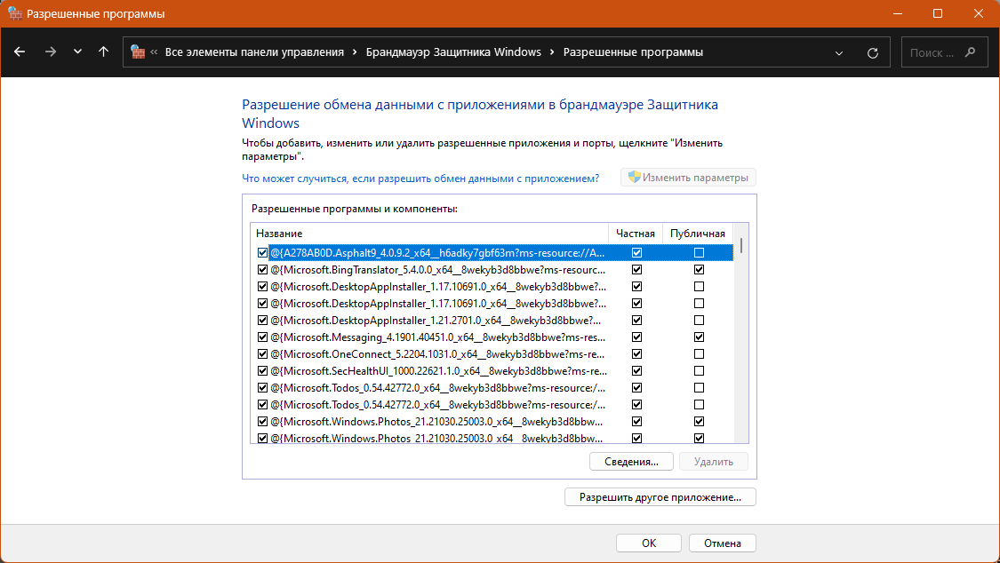 Разрешенные программы
« Все элементы панели управления › Брандмауэр Защитника Windows › Разрешенные программы
Поиск ...
Разрешение обмена данными с приложениями в брандмауэре Защитника
Windows
Чтобы добавить, изменить или удалить разрешенные приложения и порты, щелкните "Изменить
параметры".
Что может случиться, если разрешить обмен данными с приложением?
Изменить параметры
Разрешенные программы и компоненты:
Название Частная Публичная
@{A278AB0D.Asphalt9_4.0.9.2_x64__h6adky7gbf63m?ms-resource://A...
@{Microsoft.BingTranslator_5.4.0.0_x64__8wekyb3d8bbwe?ms-resourc...
@{Microsoft.DesktopAppInstaller_1.17.10691.0_x64__8wekyb3d8bbwe?...
@{Microsoft.DesktopAppInstaller_1.17.10691.0_x64__8wekyb3d8bbwe?...
@{Microsoft.DesktopAppInstaller_1.21.2701.0_x64__8wekyb3d8bbwe?...
@{Microsoft.Messaging_4.1901.40451.0_x64__8wekyb3d8bbwe?ms-res...
@{Microsoft.OneConnect_5.2204.1031.0_x64__8wekyb3d8bbwe?ms-re...
@{Microsoft.SecHealthUI_1000.22621.1.0_x64__8wekyb3d8bbwe?ms-re...
@{Microsoft.Todos_0.54.42772.0_x64__8wekyb3d8bbwe?ms-resource:/...
@{Microsoft.Todos_0.54.42772.0_x64__8wekyb3d8bbwe?ms-resource:/...
@{Microsoft.Windows.Photos_21.21030.25003.0_x64__8wekyb3d8bbw...
@{Microsoft.Windows.Photos_21.21030.25003.0_x64__8wekyb3d8bbw...
Сведения... Удалить
Разрешить другое приложение...
ОК Отмена